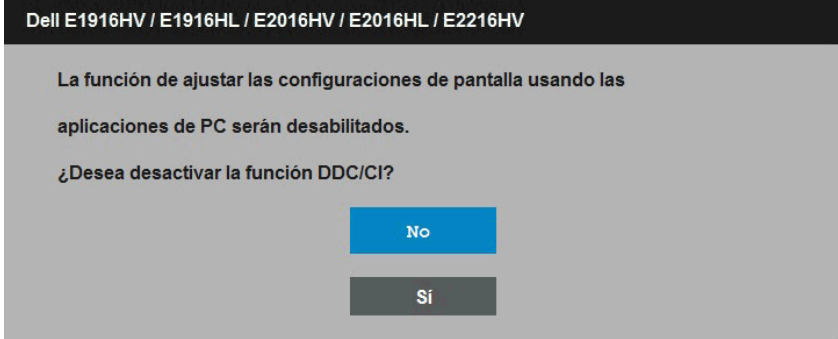 Dell E1916HV / E1916HL / E2016HV / E2016HL / E2216HV
La función de ajustar las configuraciones de pantalla usando las
aplicaciones de PC serán desabilitados.
¿Desea desactivar la función DDC/CI?
No
Sí